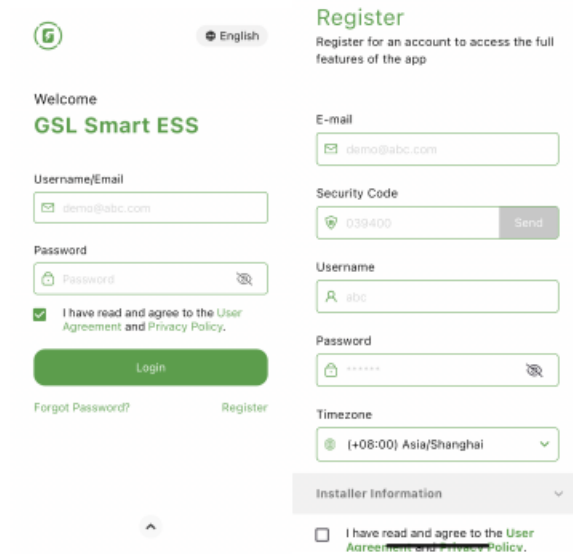 English
Welcome
GSL Smart ESS
Username/Email
demo@abc.com
Password
Password
I have read and agree to the User
Agreement and Privacy Policy.
Login
Forgot Password? Register
Register
Register for an account to access the full
features of the app
E-mail
demo@abc.com
Security Code
039400 Send
Username
abc
Password
******
Timezone
(+08:00) Asia/Shanghai
Installer Information
I have read and agree to the User
Agreement and Privacy Policy.